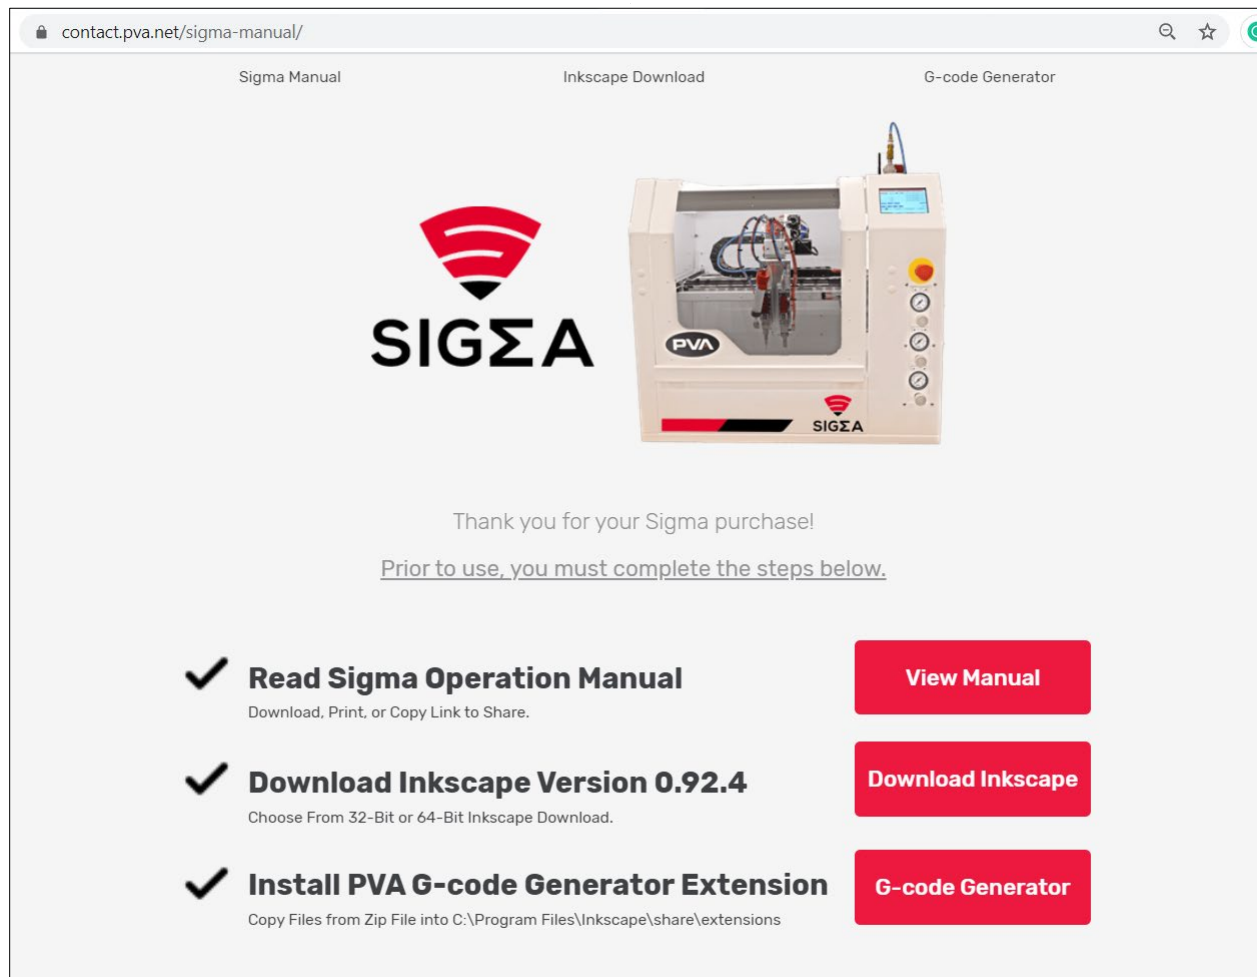 contact.pva.net/sigma-manual/
Sigma Manual
Inkscape Download
G-code Generator
SIGΣA
PVA
SIGΣA
Thank you for your Sigma purchase!
Prior to use, you must complete the steps below.
Read Sigma Operation Manual
Download, Print, or Copy Link to Share.
View Manual
Download Inkscape Version 0.92.4
Choose From 32-Bit or 64-Bit Inkscape Download.
Download Inkscape
Install PVA G-code Generator Extension
Copy Files from Zip File into C:\Program Files\Inkscape\share\extensions
G-code Generator